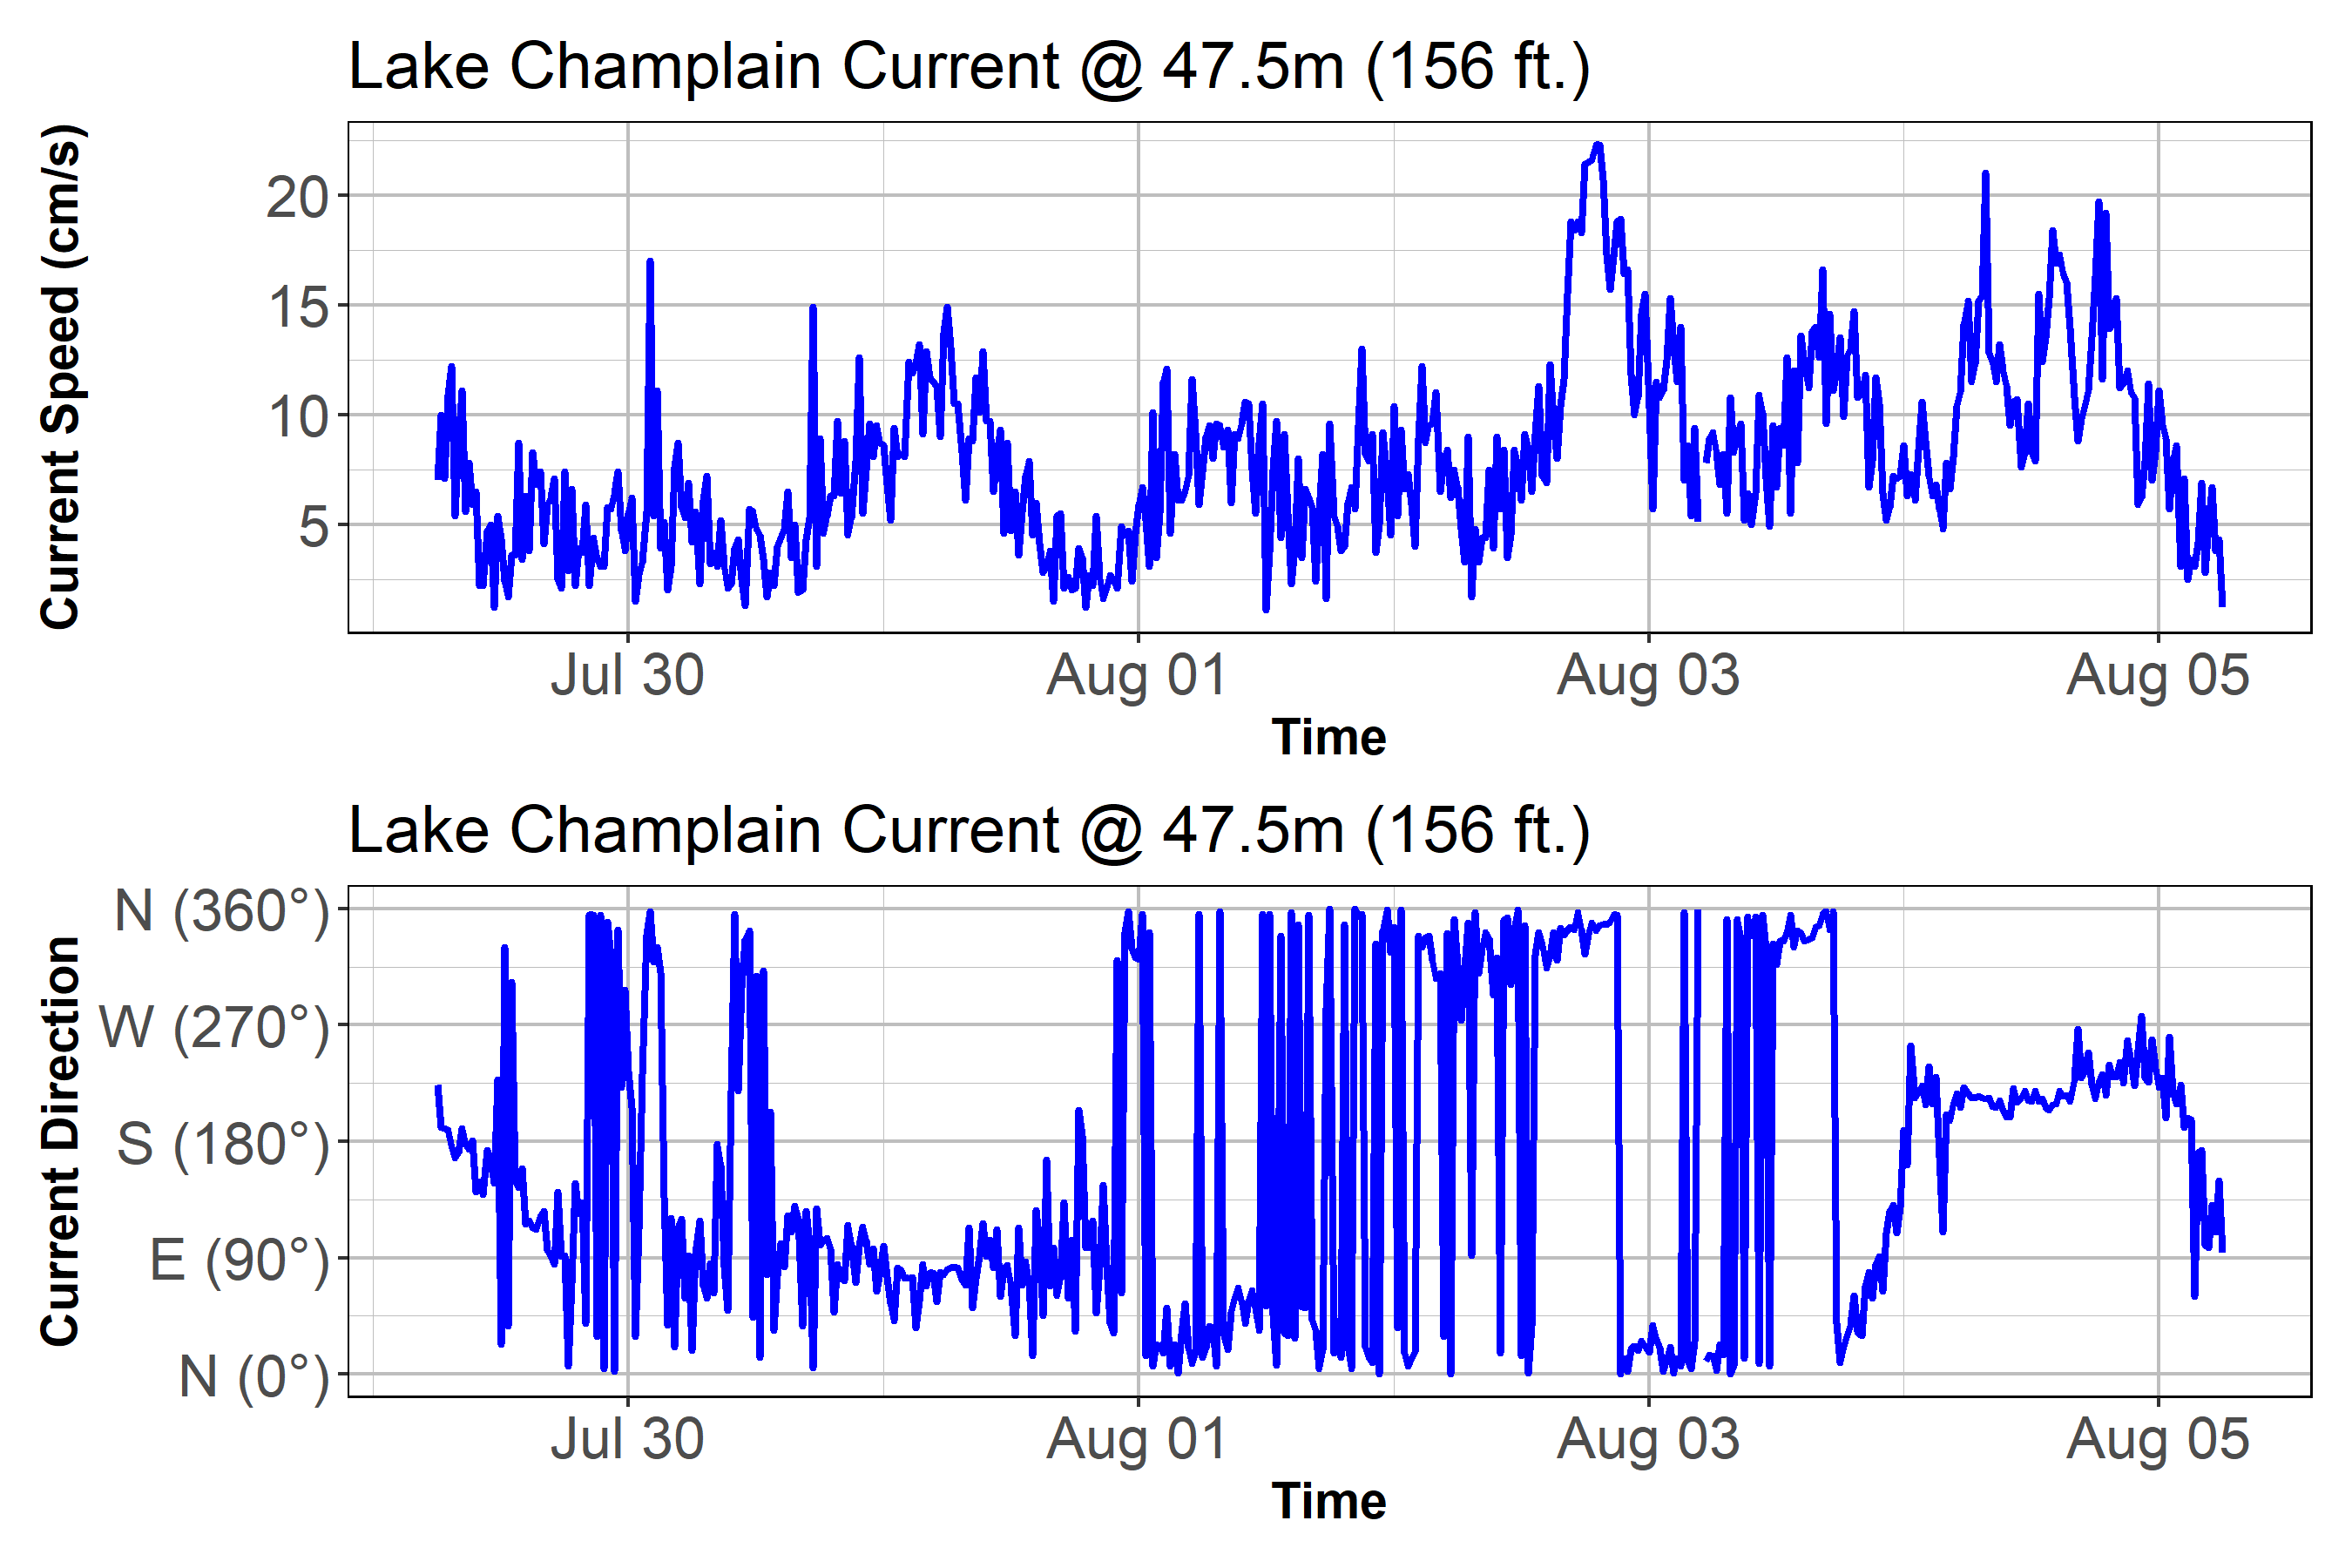 Lake Champlain Current @ 47.5m (156 ft.)
Current Speed (cm/s)
20
15
10
5
Jul 30
Aug 01
Aug 03
Aug 05
Time
Lake Champlain Current @ 47.5m (156 ft.)
Current Direction
N (360°)
W (270°)
S (180°)
E (90°)
N (0°)
Jul 30
Aug 01
Aug 03
Aug 05
Time